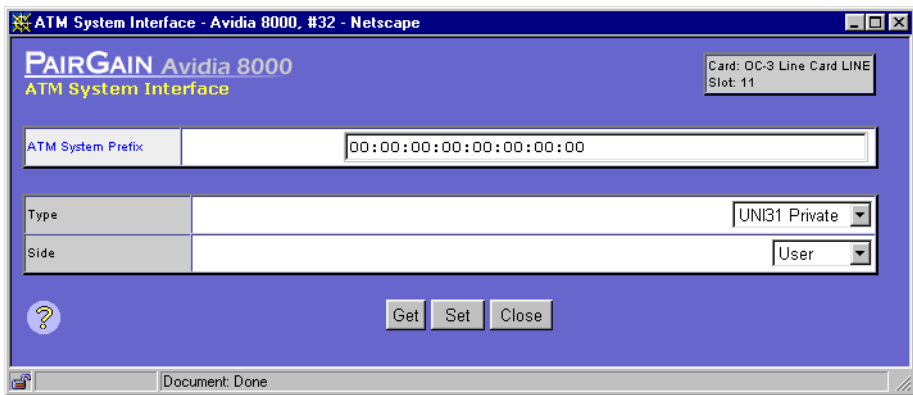 ATM System Interface - Avidia 8000, #32 - Netscape
PAIRGAIN Avidia 8000
ATM System Interface
Card: OC-3 Line Card LINE
Slot: 11
ATM System Prefix
00:00:00:00:00:00:00:00
Type
UNI31 Private
Side
User
?
Get Set Close
Document: Done